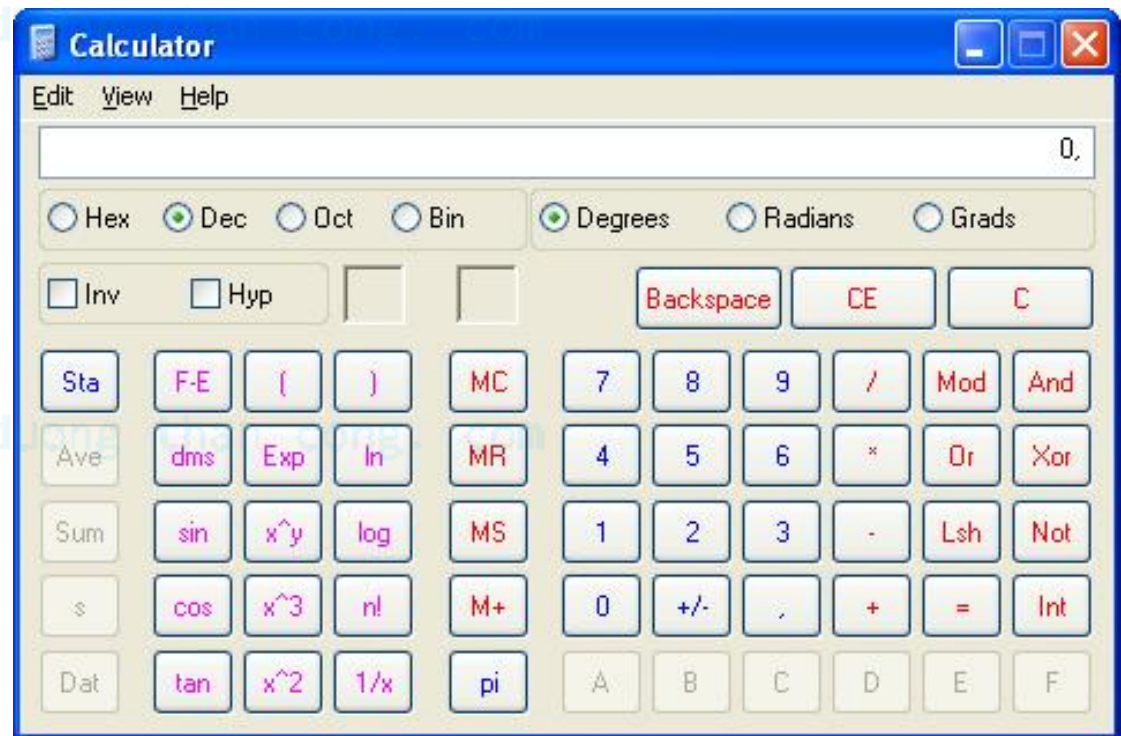 Calculator
Edit View Help
0,
Hex Dec Oct Bin Degrees Radians Grads
Inv Hyp Backspace CE C
Sta F-E ( ) MC 7 8 9 / Mod And
Ave dms Exp ln MR 4 5 6 * Or Xor
Sum sin x^y log MS 1 2 3 - Lsh Not
s cos x^3 n! M+ 0 +/- , + = Int
Dat tan x^2 1/x pi A B C D E F